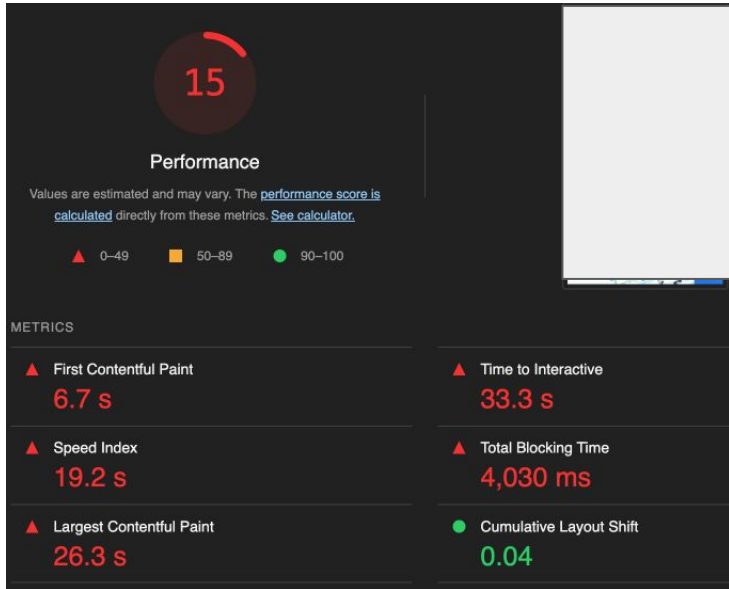 15
Performance
Values are estimated and may vary. The performance score is
calculated directly from these metrics. See calculator.
0–49 50–89 90–100
METRICS
First Contentful Paint
6.7 s
Time to Interactive
33.3 s
Speed Index
19.2 s
Total Blocking Time
4,030 ms
Largest Contentful Paint
26.3 s
Cumulative Layout Shift
0.04